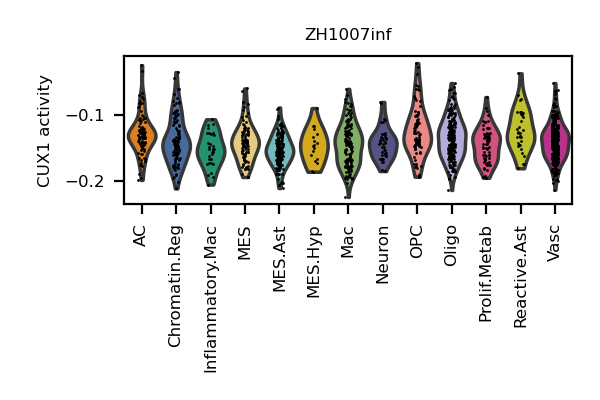 ZH1007inf
CUX1 activity
−0.1
−0.2
AC
Chromatin.Reg
Inflammatory.Mac
MES
MES.Ast
MES.Hyp
Mac
Neuron
OPC
Oligo
Prolif.Metab
Reactive.Ast
Vasc